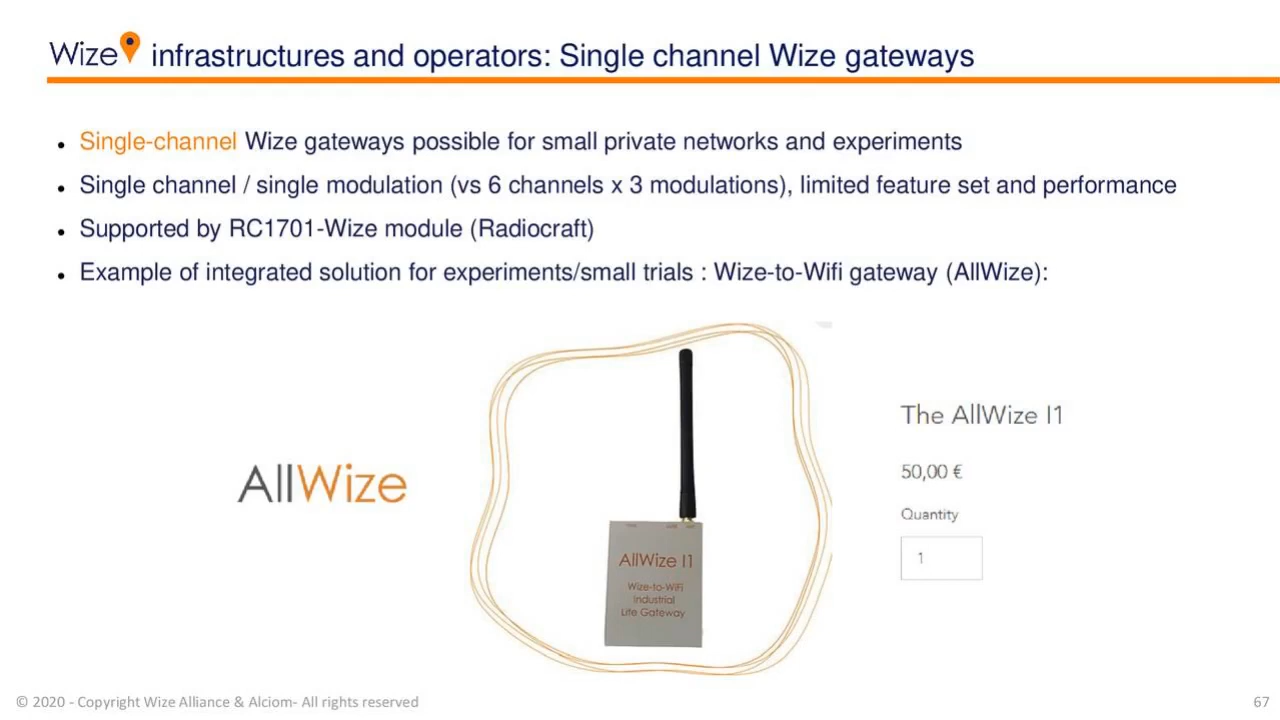 Wize infrastructures and operators: Single channel Wize gateways
Single-channel Wize gateways possible for small private networks and experiments
Single channel / single modulation (vs 6 channels x 3 modulations), limited feature set and performance
Supported by RC1701-Wize module (Radiocraft)
Example of integrated solution for experiments/small trials : Wize-to-Wifi gateway (AllWize):
AllWize
AllWize I1
Wize-to-WiFi
Industrial
Lite Gateway
The AllWize I1
50,00 €
Quantity
1
© 2020 - Copyright Wize Alliance & Alciom- All rights reserved
67